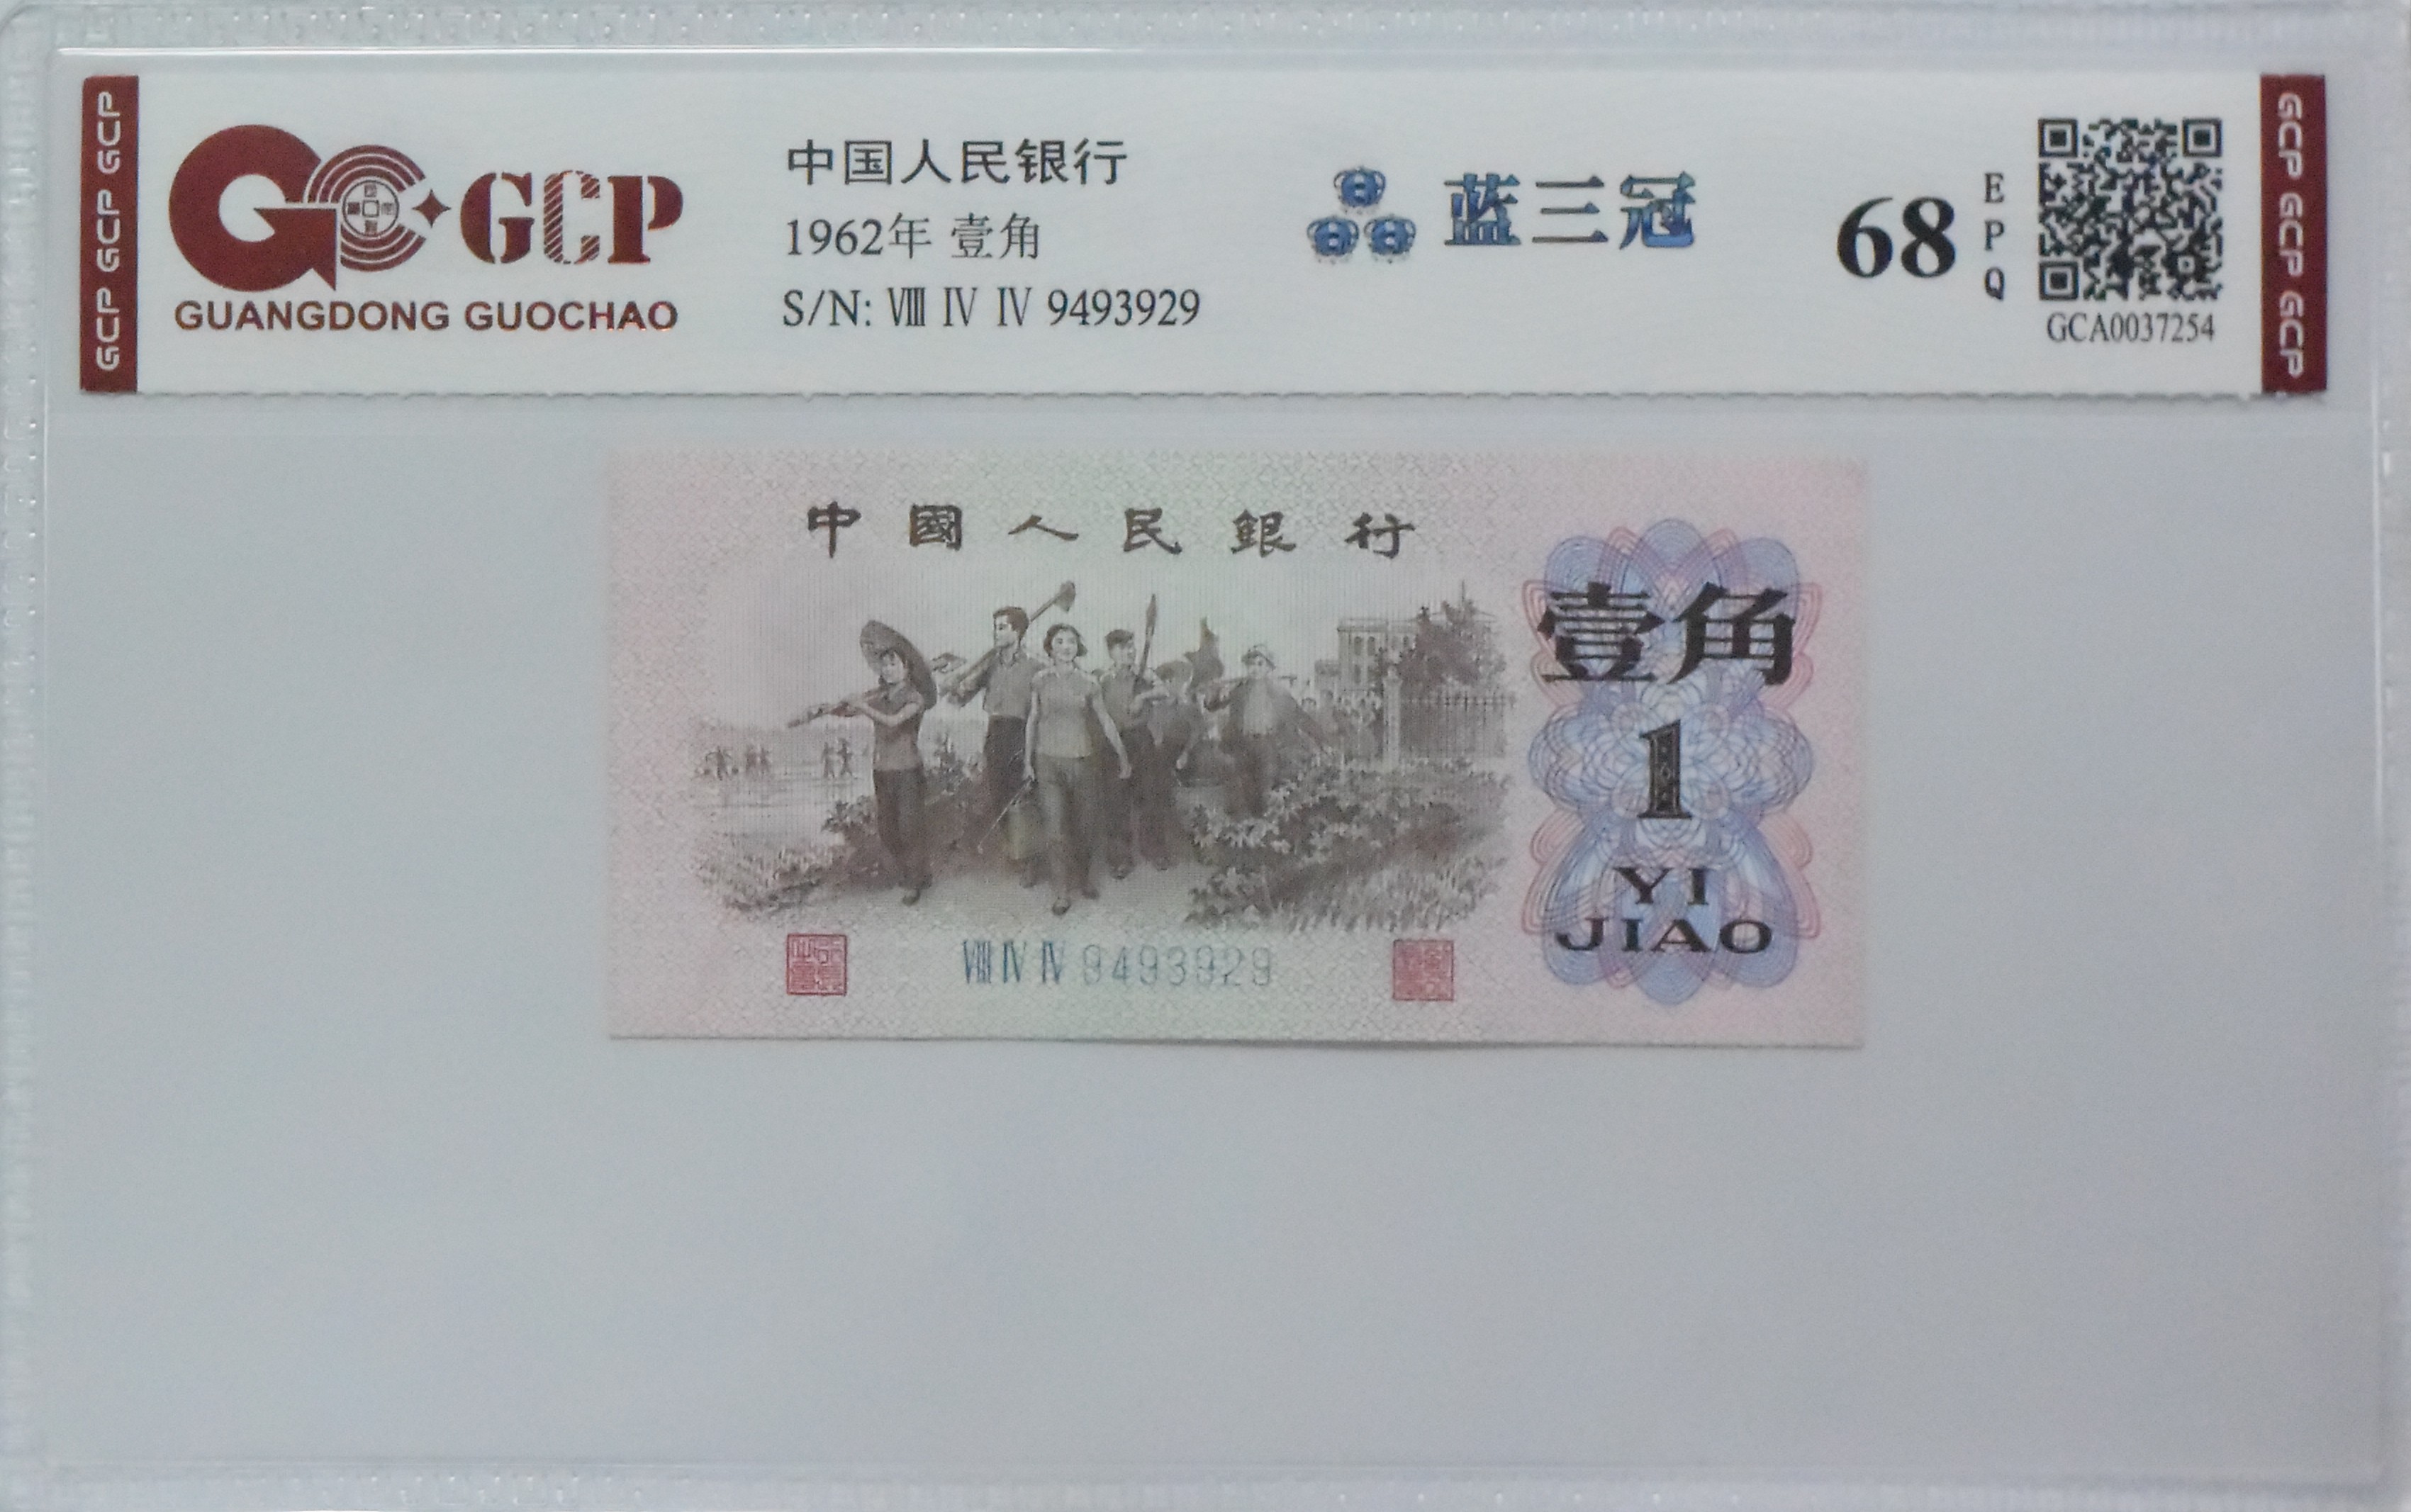 GCP GCP GCP
GCP
GUANGDONG GUOCHAO
中国人民银行
1962年 壹角
S/N: Ⅷ Ⅳ Ⅳ 9493929
蓝三冠
68
EPQ
GCA0037254
GCP GCP GCP
中國人民銀行
壹角
1
YI
JIAO
Ⅷ Ⅳ Ⅳ 9493929